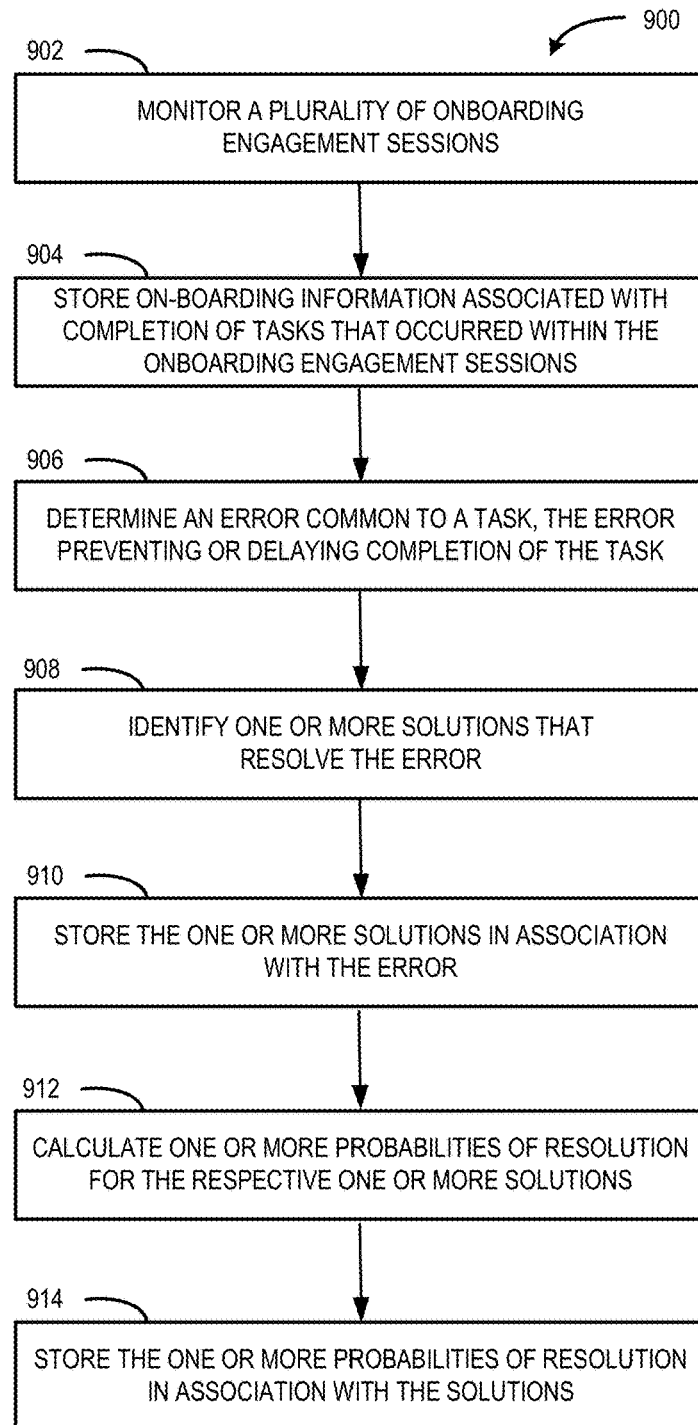 900
902
MONITOR A PLURALITY OF ONBOARDING
ENGAGEMENT SESSIONS
904
STORE ON-BOARDING INFORMATION ASSOCIATED WITH
COMPLETION OF TASKS THAT OCCURRED WITHIN THE
ONBOARDING ENGAGEMENT SESSIONS
906
DETERMINE AN ERROR COMMON TO A TASK, THE ERROR
PREVENTING OR DELAYING COMPLETION OF THE TASK
908
IDENTIFY ONE OR MORE SOLUTIONS THAT
RESOLVE THE ERROR
910
STORE THE ONE OR MORE SOLUTIONS IN ASSOCIATION
WITH THE ERROR
912
CALCULATE ONE OR MORE PROBABILITIES OF RESOLUTION
FOR THE RESPECTIVE ONE OR MORE SOLUTIONS
914
STORE THE ONE OR MORE PROBABILITIES OF RESOLUTION
IN ASSOCIATION WITH THE SOLUTIONS